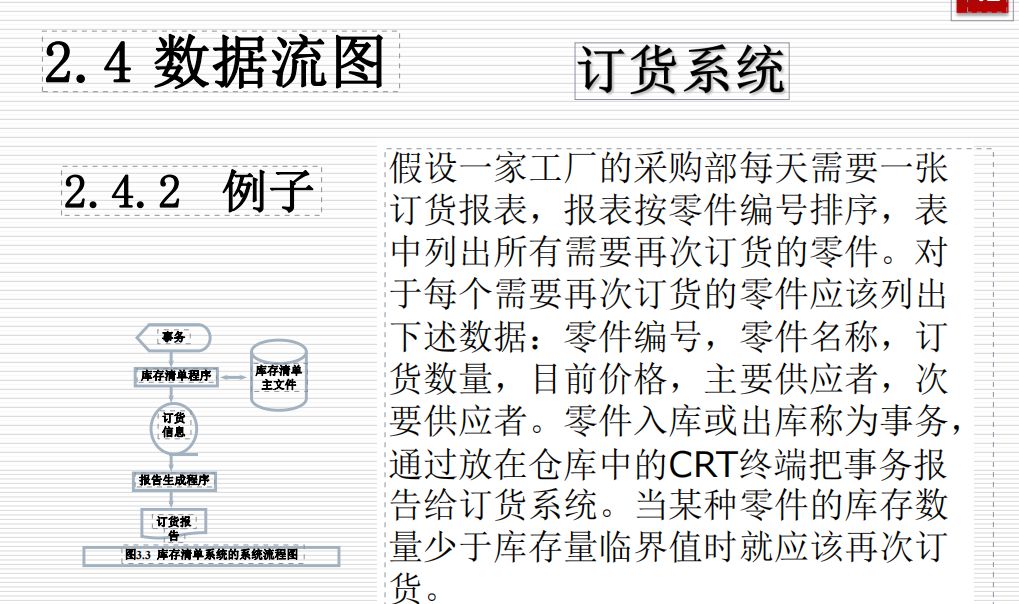 2.4 数据流图
订货系统
2.4.2 例子
假设一家工厂的采购部每天需要一张
订货报表，报表按零件编号排序，表
中列出所有需要再次订货的零件。对
于每个需要再次订货的零件应该列出
下述数据：零件编号，零件名称，订
货数量，目前价格，主要供应者，次
要供应者。零件入库或出库称为事务，
通过放在仓库中的CRT终端把事务报
告给订货系统。当某种零件的库存数
量少于库存量临界值时就应该再次订
货。
事务
库存清单程序
库存清单
主文件
订货
信息
报告生成程序
订货报
告
图3.3 库存清单系统的系统流程图